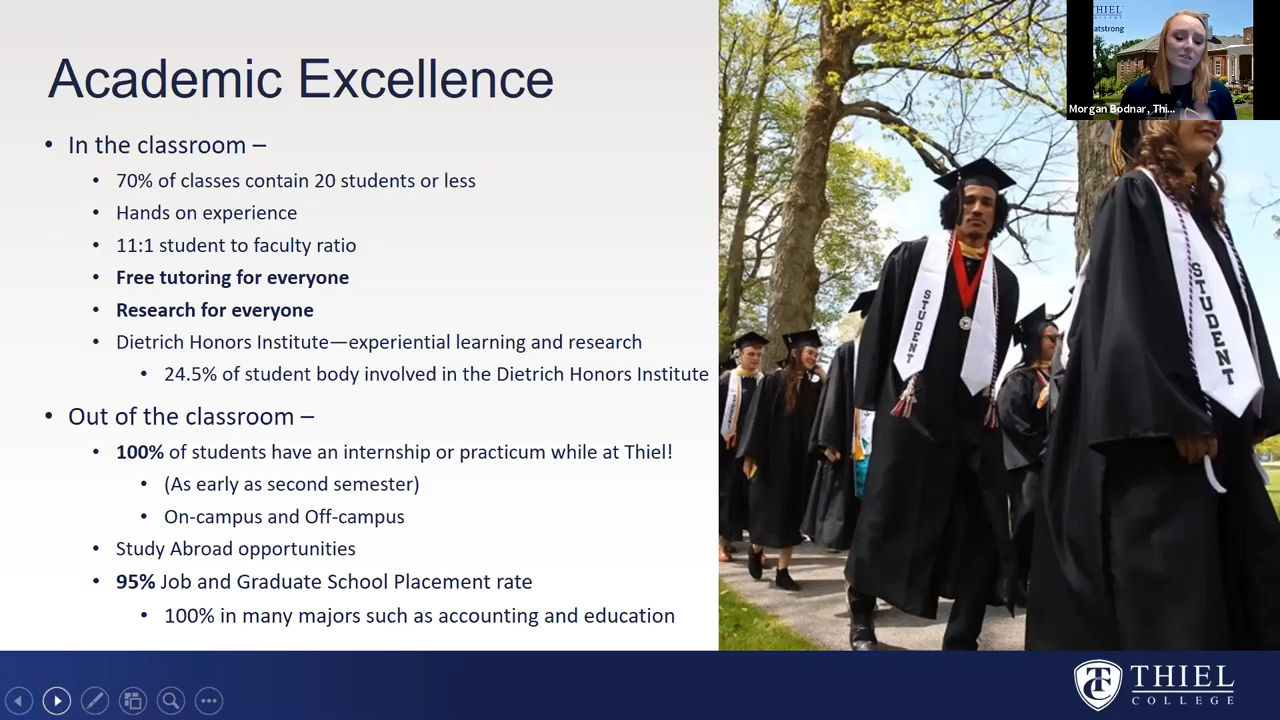 Academic Excellence
• In the classroom –
• 70% of classes contain 20 students or less
• Hands on experience
• 11:1 student to faculty ratio
• Free tutoring for everyone
• Research for everyone
• Dietrich Honors Institute—experiential learning and research
• 24.5% of student body involved in the Dietrich Honors Institute
• Out of the classroom –
• 100% of students have an internship or practicum while at Thiel!
• (As early as second semester)
• On-campus and Off-campus
• Study Abroad opportunities
• 95% Job and Graduate School Placement rate
• 100% in many majors such as accounting and education
THIEL
COLLEGE
atstrong
Morgan Bodnar, Thi...
STUDENT
STUDENT
THIEL
COLLEGE